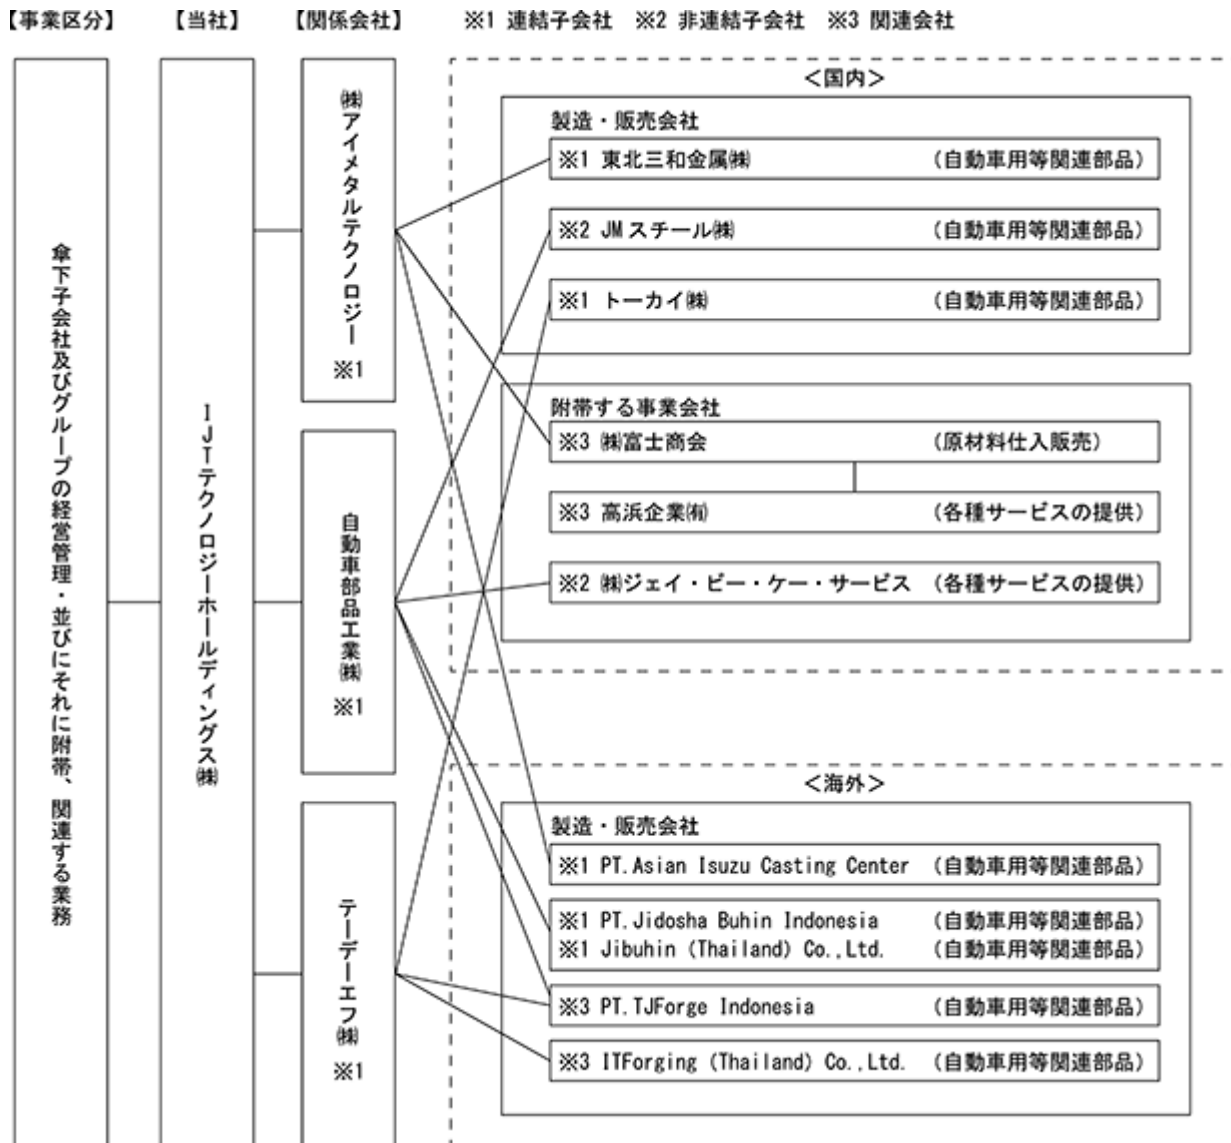 【事業区分】 【当社】 【関係会社】 ※1 連結子会社 ※2 非連結子会社 ※3 関連会社
傘下子会社及びグループの経営管理・並びにそれに附帯、関連する業務
IJTテクノロジーホールディングス㈱
㈱アイメタルテクノロジー ※1
自動車部品工業㈱ ※1
テーデーエフ㈱ ※1
＜国内＞
製造・販売会社
※1 東北三和金属㈱ （自動車用等関連部品）
※2 JMスチール㈱ （自動車用等関連部品）
※1 トーカイ㈱ （自動車用等関連部品）
附帯する事業会社
※3 ㈱富士商会 （原材料仕入販売）
※3 高浜企業㈲ （各種サービスの提供）
※2 ㈱ジェイ・ビー・ケー・サービス （各種サービスの提供）
＜海外＞
製造・販売会社
※1 PT.Asian Isuzu Casting Center （自動車用等関連部品）
※1 PT.Jidosha Buhin Indonesia （自動車用等関連部品）
※1 Jibuhin (Thailand) Co.,Ltd. （自動車用等関連部品）
※3 PT.TJForge Indonesia （自動車用等関連部品）
※3 ITForging (Thailand) Co.,Ltd. （自動車用等関連部品）